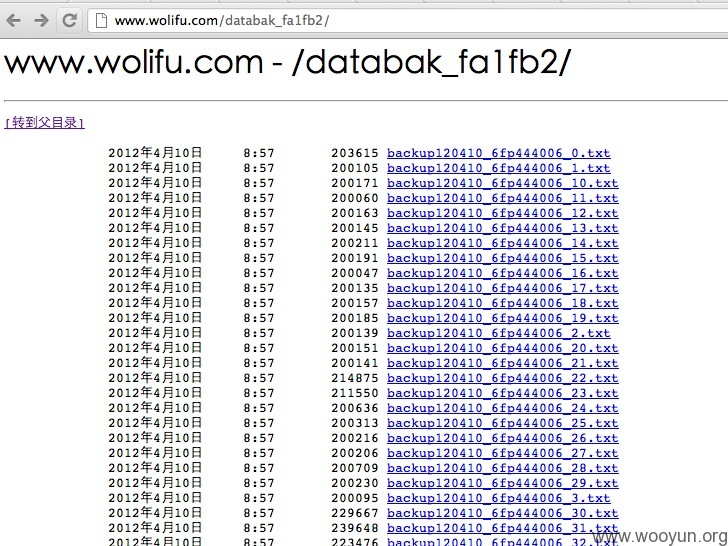 www.wolifu.com/databak_fa1fb2/
www.wolifu.com - /databak_fa1fb2/
[转到父目录]
2012年4月10日 8:57 203615 backup120410_6fp444006_0.txt
2012年4月10日 8:57 200105 backup120410_6fp444006_1.txt
2012年4月10日 8:57 200171 backup120410_6fp444006_10.txt
2012年4月10日 8:57 200060 backup120410_6fp444006_11.txt
2012年4月10日 8:57 200163 backup120410_6fp444006_12.txt
2012年4月10日 8:57 200145 backup120410_6fp444006_13.txt
2012年4月10日 8:57 200211 backup120410_6fp444006_14.txt
2012年4月10日 8:57 200191 backup120410_6fp444006_15.txt
2012年4月10日 8:57 200047 backup120410_6fp444006_16.txt
2012年4月10日 8:57 200135 backup120410_6fp444006_17.txt
2012年4月10日 8:57 200157 backup120410_6fp444006_18.txt
2012年4月10日 8:57 200185 backup120410_6fp444006_19.txt
2012年4月10日 8:57 200139 backup120410_6fp444006_2.txt
2012年4月10日 8:57 200151 backup120410_6fp444006_20.txt
2012年4月10日 8:57 200141 backup120410_6fp444006_21.txt
2012年4月10日 8:57 214875 backup120410_6fp444006_22.txt
2012年4月10日 8:57 211550 backup120410_6fp444006_23.txt
2012年4月10日 8:57 200636 backup120410_6fp444006_24.txt
2012年4月10日 8:57 200313 backup120410_6fp444006_25.txt
2012年4月10日 8:57 200216 backup120410_6fp444006_26.txt
2012年4月10日 8:57 200206 backup120410_6fp444006_27.txt
2012年4月10日 8:57 200709 backup120410_6fp444006_28.txt
2012年4月10日 8:57 200230 backup120410_6fp444006_29.txt
2012年4月10日 8:57 200095 backup120410_6fp444006_3.txt
2012年4月10日 8:57 229667 backup120410_6fp444006_30.txt
2012年4月10日 8:57 239648 backup120410_6fp444006_31.txt
2012年4月10日 8:57 223476 backup120410_6fp444006_32.txt
www.wooyun.org